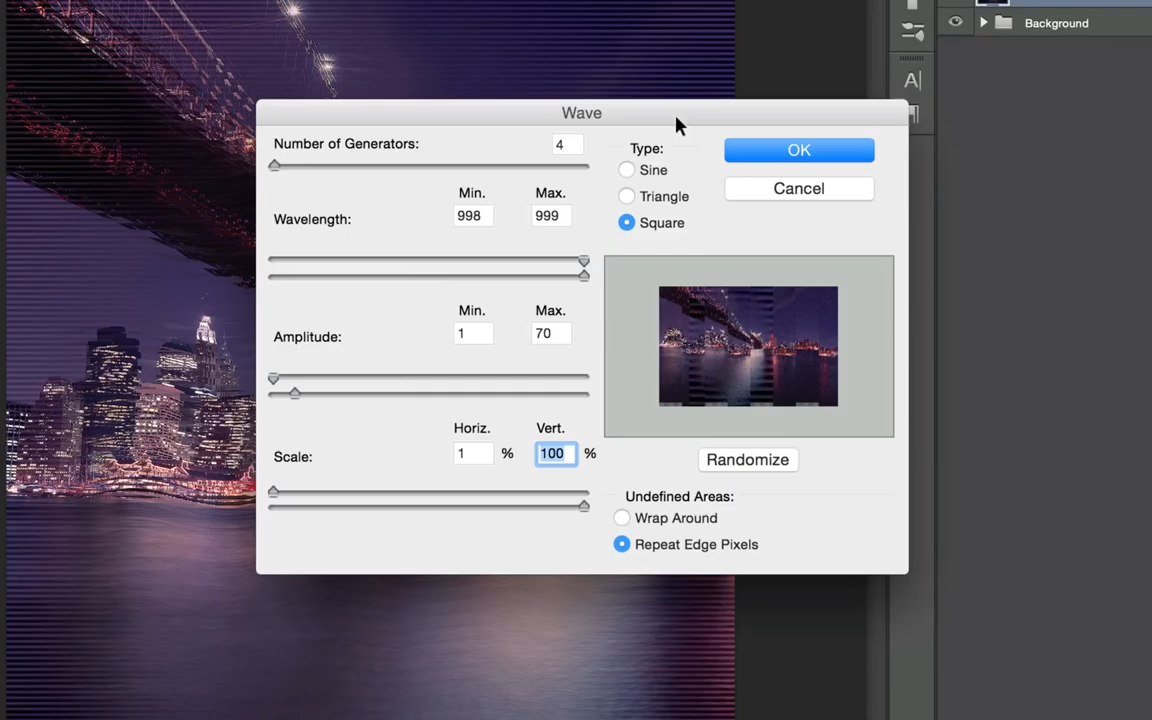 Background
A|
Wave
Number of Generators: 4
Type:
OK
Sine
Cancel
Min. Max.
Triangle
Wavelength: 998 999
Square
Min. Max.
Amplitude: 1 70
Horiz. Vert.
Scale: 1 % 100 %
Randomize
Undefined Areas:
Wrap Around
Repeat Edge Pixels